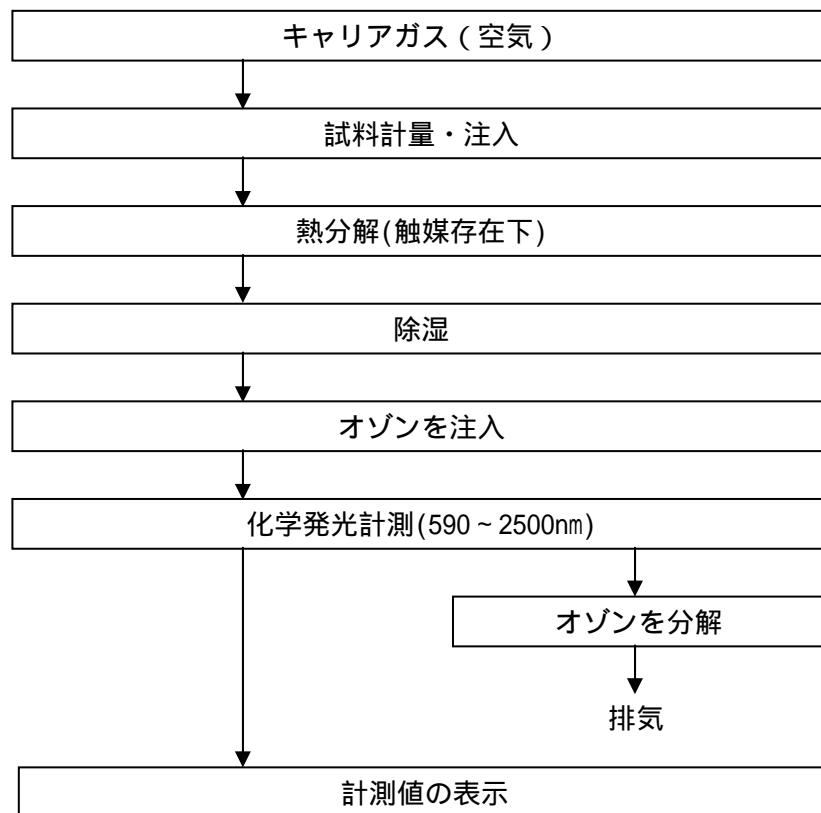 キャリアガス（空気）
試料計量・注入
熱分解(触媒存在下)
除湿
オゾンを注入
化学発光計測(590～2500㎚)
オゾンを分解
排気
計測値の表示